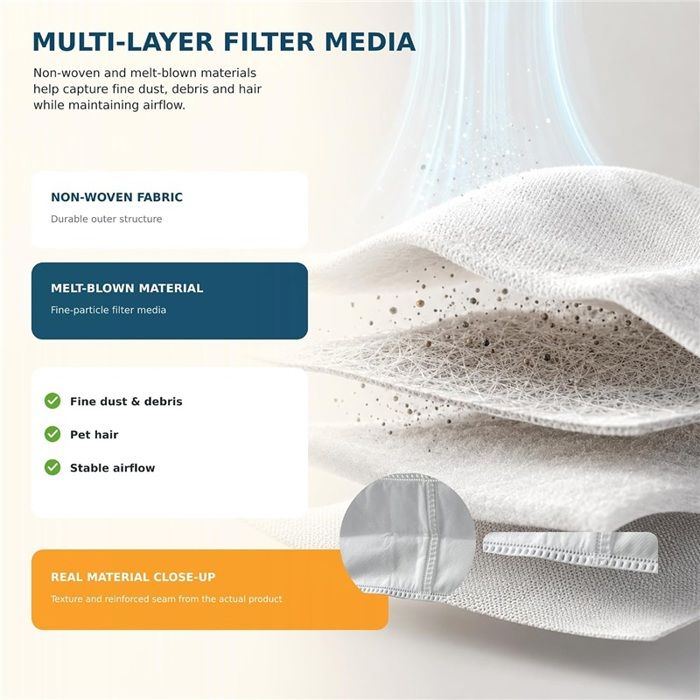 MULTI-LAYER FILTER MEDIA
Non-woven and melt-blown materials
help capture fine dust, debris and hair
while maintaining airflow.
NON-WOVEN FABRIC
Durable outer structure
MELT-BLOWN MATERIAL
Fine-particle filter media
Fine dust & debris
Pet hair
Stable airflow
REAL MATERIAL CLOSE-UP
Texture and reinforced seam from the actual product